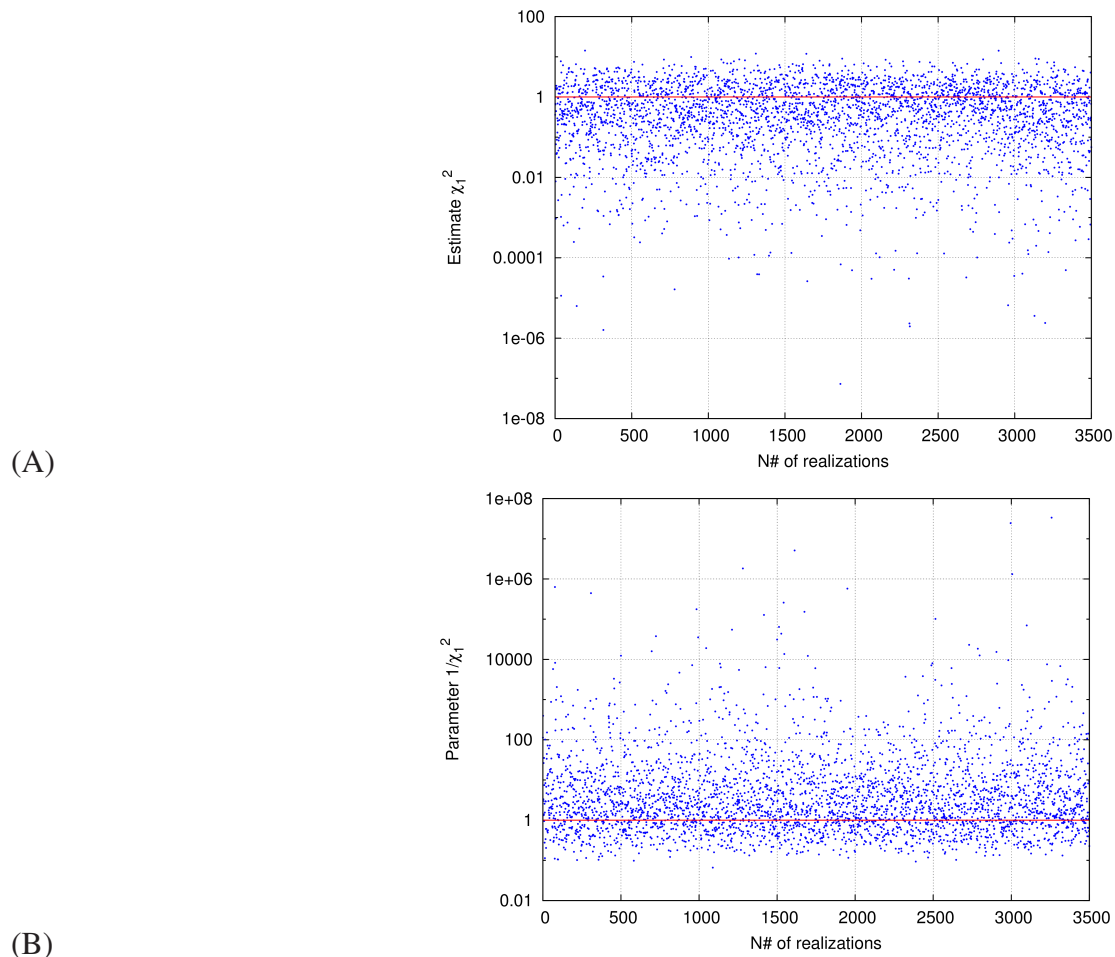 100
1
0.01
0.0001
1e-06
1e-08
Estimate χ₁²
0 500 1000 1500 2000 2500 3000 3500
N# of realizations
(A)
1e+08
1e+06
10000
100
1
0.01
Parameter 1/χ₁²
0 500 1000 1500 2000 2500 3000 3500
N# of realizations
(B)